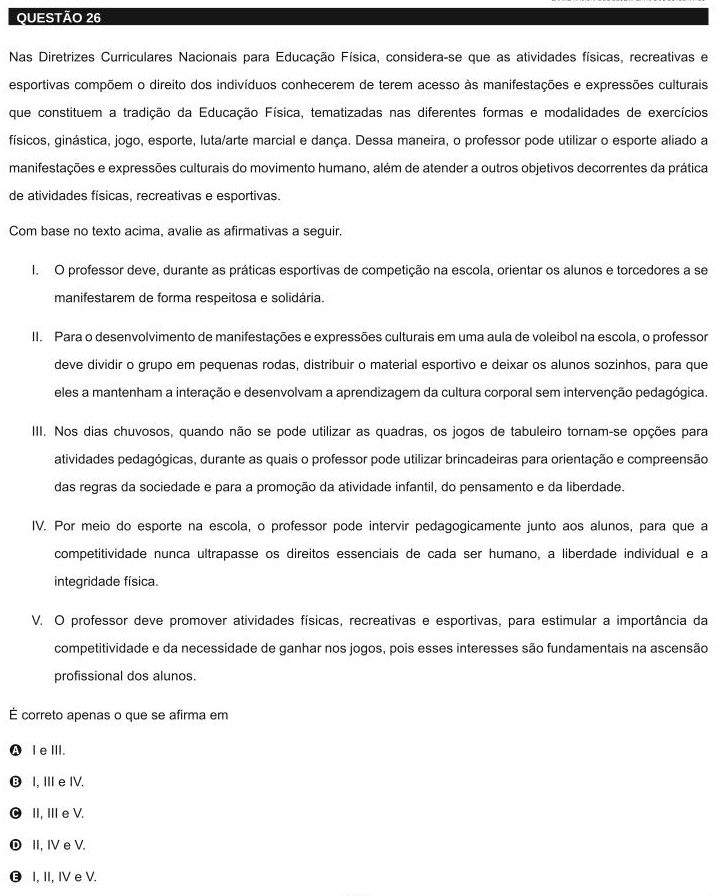 QUESTÃO 26
Nas Diretrizes Curriculares Nacionais para Educação Física, considera-se que as atividades físicas, recreativas e
esportivas compõem o direito dos indivíduos conhecerem de terem acesso às manifestações e expressões culturais
que constituem a tradição da Educação Física, tematizadas nas diferentes formas e modalidades de exercícios
físicos, ginástica, jogo, esporte, luta/arte marcial e dança. Dessa maneira, o professor pode utilizar o esporte aliado a
manifestações e expressões culturais do movimento humano, além de atender a outros objetivos decorrentes da prática
de atividades físicas, recreativas e esportivas.
Com base no texto acima, avalie as afirmativas a seguir.
I. O professor deve, durante as práticas esportivas de competição na escola, orientar os alunos e torcedores a se
manifestarem de forma respeitosa e solidária.
II. Para o desenvolvimento de manifestações e expressões culturais em uma aula de voleibol na escola, o professor
deve dividir o grupo em pequenas rodas, distribuir o material esportivo e deixar os alunos sozinhos, para que
eles a mantenham a interação e desenvolvam a aprendizagem da cultura corporal sem intervenção pedagógica.
III. Nos dias chuvosos, quando não se pode utilizar as quadras, os jogos de tabuleiro tornam-se opções para
atividades pedagógicas, durante as quais o professor pode utilizar brincadeiras para orientação e compreensão
das regras da sociedade e para a promoção da atividade infantil, do pensamento e da liberdade.
IV. Por meio do esporte na escola, o professor pode intervir pedagogicamente junto aos alunos, para que a
competitividade nunca ultrapasse os direitos essenciais de cada ser humano, a liberdade individual e a
integridade física.
V. O professor deve promover atividades físicas, recreativas e esportivas, para estimular a importância da
competitividade e da necessidade de ganhar nos jogos, pois esses interesses são fundamentais na ascensão
profissional dos alunos.
É correto apenas o que se afirma em
A I e III.
B I, III e IV.
C II, III e V.
D II, IV e V.
E I, II, IV e V.